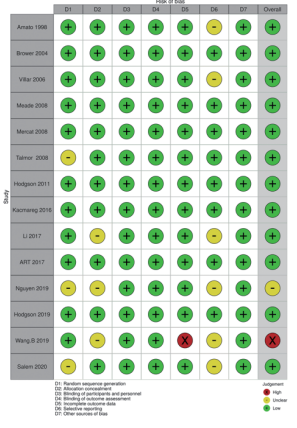 Risk of bias
D1 D2 D3 D4 D5 D6 D7 Overall
Study
Amato 1998 + + + + + - + +
Brower 2004 + + + + + + + +
Villar 2006 + + + + + - + +
Meade 2008 + + + + + + + +
Mercat 2008 + + + + + + + +
Talmor 2008 - + + + + + + +
Hodgson 2011 + + + + + + + +
Kacmareg 2016 + + + + + + + +
Li 2017 + - + + + - + +
ART 2017 + + + + + + + +
Nguyen 2019 - - + + + - + -
Hodgson 2019 + + + + + + + +
Wang,B 2019 + - + + X - + X
Salem 2020 - + + + + - + +
D1: Random sequence generation
D2: Allocation concealment
D3: Blinding of participants and personnel
D4: Blinding of outcome assessment
D5: Incomplete outcome data
D6: Selective reporting
D7: Other sources of bias
Judgement
X High
- Unclear
+ Low